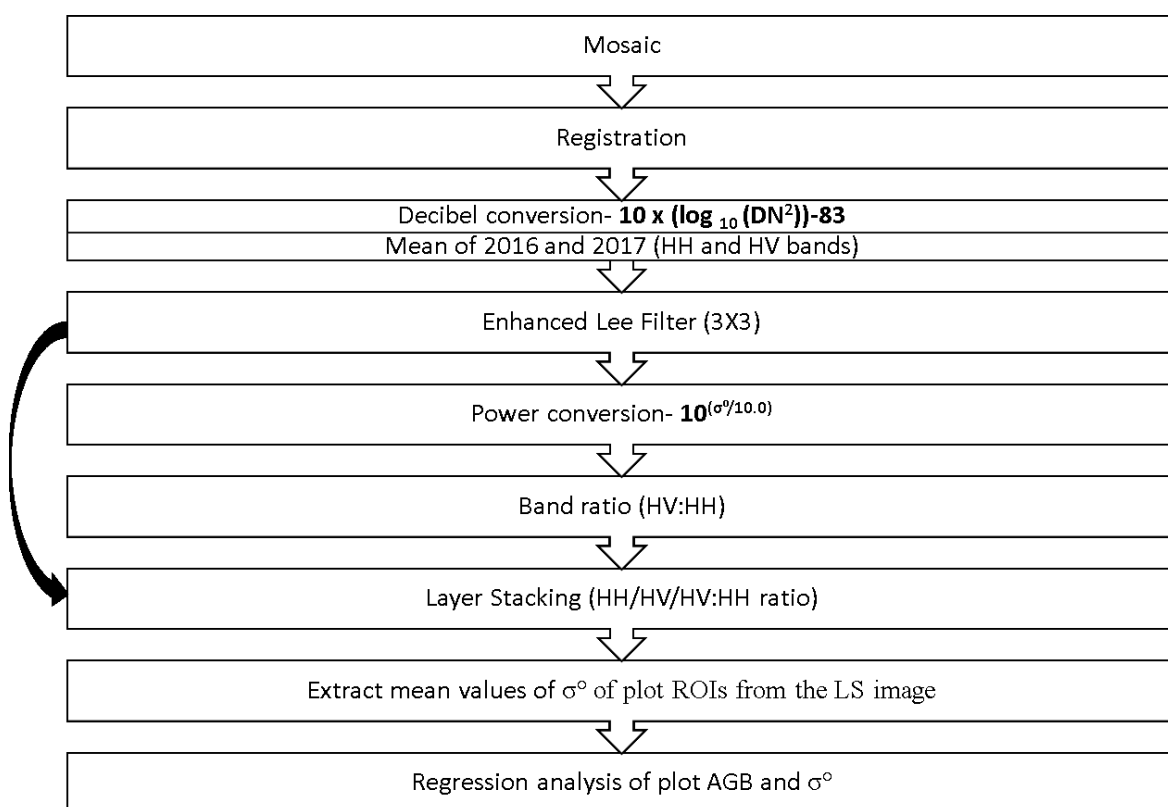 Mosaic
Registration
Decibel conversion- 10 x (log ₁₀ (DN²))-83
Mean of 2016 and 2017 (HH and HV bands)
Enhanced Lee Filter (3X3)
Power conversion- 10^(σ⁰/10.0)
Band ratio (HV:HH)
Layer Stacking (HH/HV/HV:HH ratio)
Extract mean values of σ° of plot ROIs from the LS image
Regression analysis of plot AGB and σ°